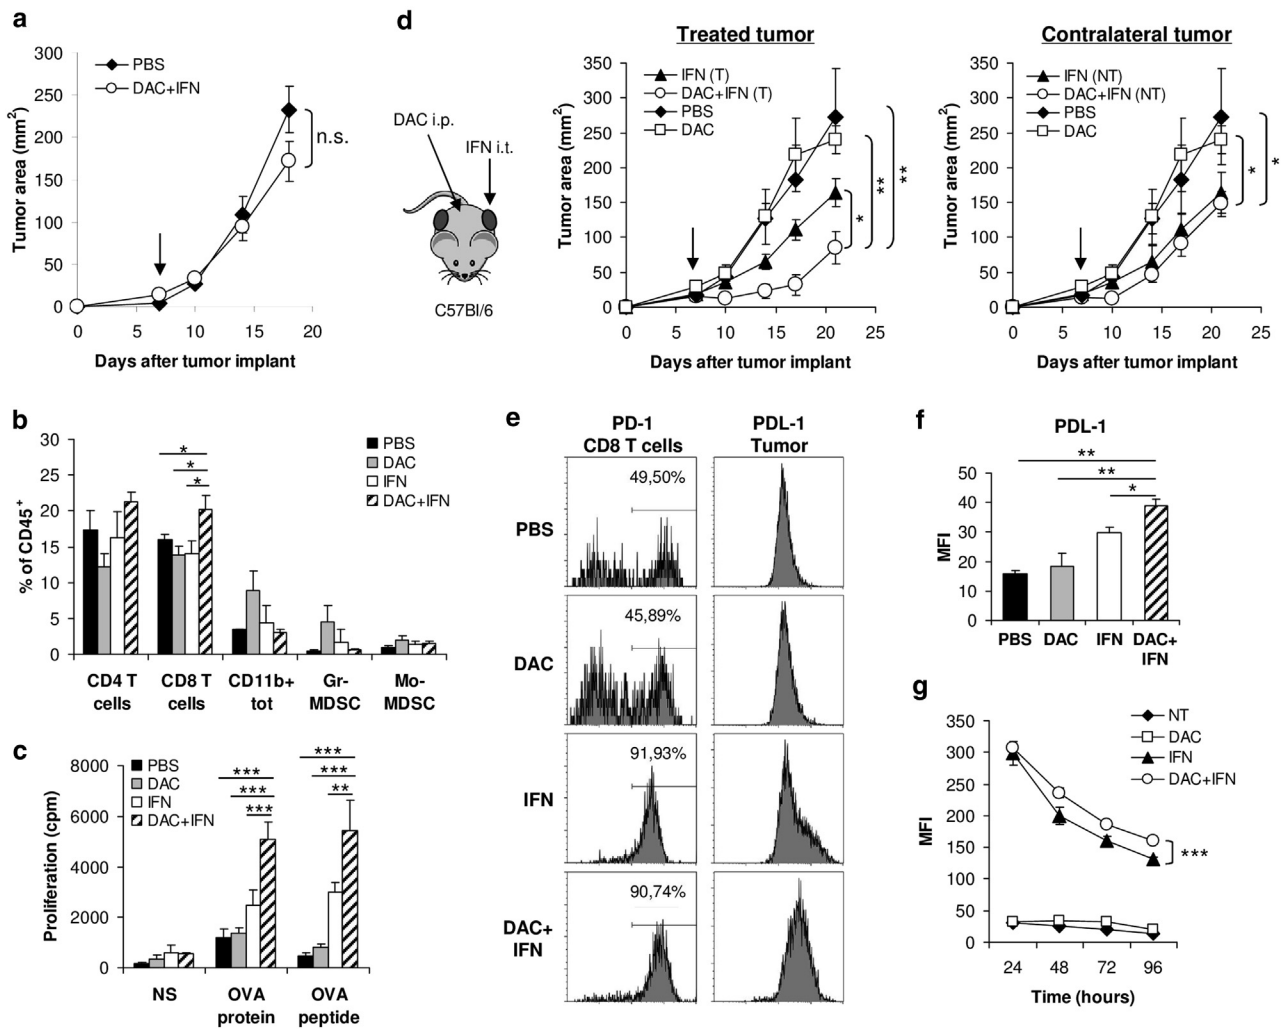 a
300
250
200
150
100
50
0
PBS
DAC+IFN
n.s.
Tumor area (mm²)
0 5 10 15 20
Days after tumor implant
d
DAC i.p.
IFN i.t.
C57Bl/6
Treated tumor
350
300
250
200
150
100
50
0
IFN (T)
DAC+IFN (T)
PBS
DAC
*
**
**
Tumor area (mm²)
0 5 10 15 20 25
Days after tumor implant
Contralateral tumor
350
300
250
200
150
100
50
0
IFN (NT)
DAC+IFN (NT)
PBS
DAC
*
*
Tumor area (mm²)
0 5 10 15 20 25
Days after tumor implant
b
30
25
20
15
10
5
0
% of CD45⁺
*
*
*
PBS
DAC
IFN
DAC+IFN
CD4 T
cells
CD8 T
cells
CD11b+
tot
Gr-
MDSC
Mo-
MDSC
c
8000
6000
4000
2000
0
Proliferation (cpm)
PBS
DAC
IFN
DAC+IFN
***
***
***
***
***
**
NS
OVA
protein
OVA
peptide
e
PD-1
CD8 T cells
PDL-1
Tumor
PBS
49,50%
DAC
45,89%
IFN
91,93%
DAC+
IFN
90,74%
f
PDL-1
**
**
*
50
40
30
20
10
0
MFI
PBS
DAC
IFN
DAC+
IFN
g
350
300
250
200
150
100
50
0
MFI
NT
DAC
IFN
DAC+IFN
***
24 48 72 96
Time (hours)